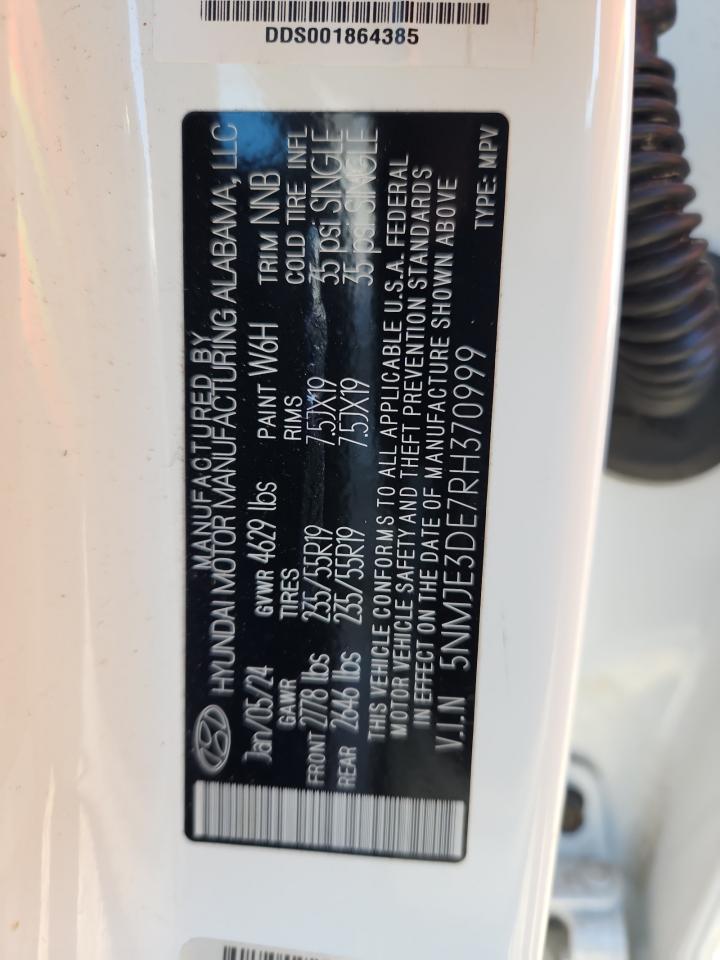 DDS001864385
MANUFACTURED BY
HYUNDAI MOTOR MANUFACTURING ALABAMA, LLC
Jan/05/24 GVWR 4629 lbs PAINT W6H TRIM NNB
GAWR TIRES RIMS COLD TIRE INFL
FRONT 2778 lbs 235/55R19 7.5JX19 35 psi SINGLE
REAR 2646 lbs 235/55R19 7.5JX19 35 psi SINGLE
THIS VEHICLE CONFORMS TO ALL APPLICABLE U.S.A. FEDERAL
MOTOR VEHICLE SAFETY AND THEFT PREVENTION STANDARDS
IN EFFECT ON THE DATE OF MANUFACTURE SHOWN ABOVE
V.I.N 5NMJE3DE7RH370999
TYPE: MPV